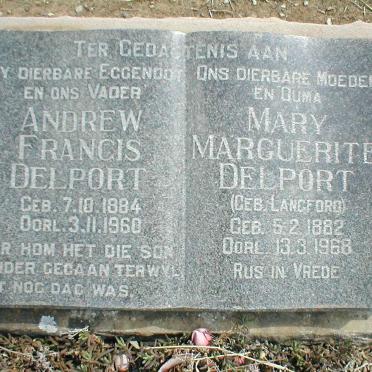 Ter Gedagtenis aan
y dierbare Eggenoot
en ons Vader
Andrew
Francis
Delport
Geb. 7.10.1884
Oorl. 3.11.1960
r hom het die son
nder gegaan terwyl
t nog dag was.
Ons dierbare Moeder
en Ouma
Mary
Marguerite
Delport
(Geb. Langford)
Geb. 5.2.1882
Oorl. 13.3.1968
Rus in Vrede